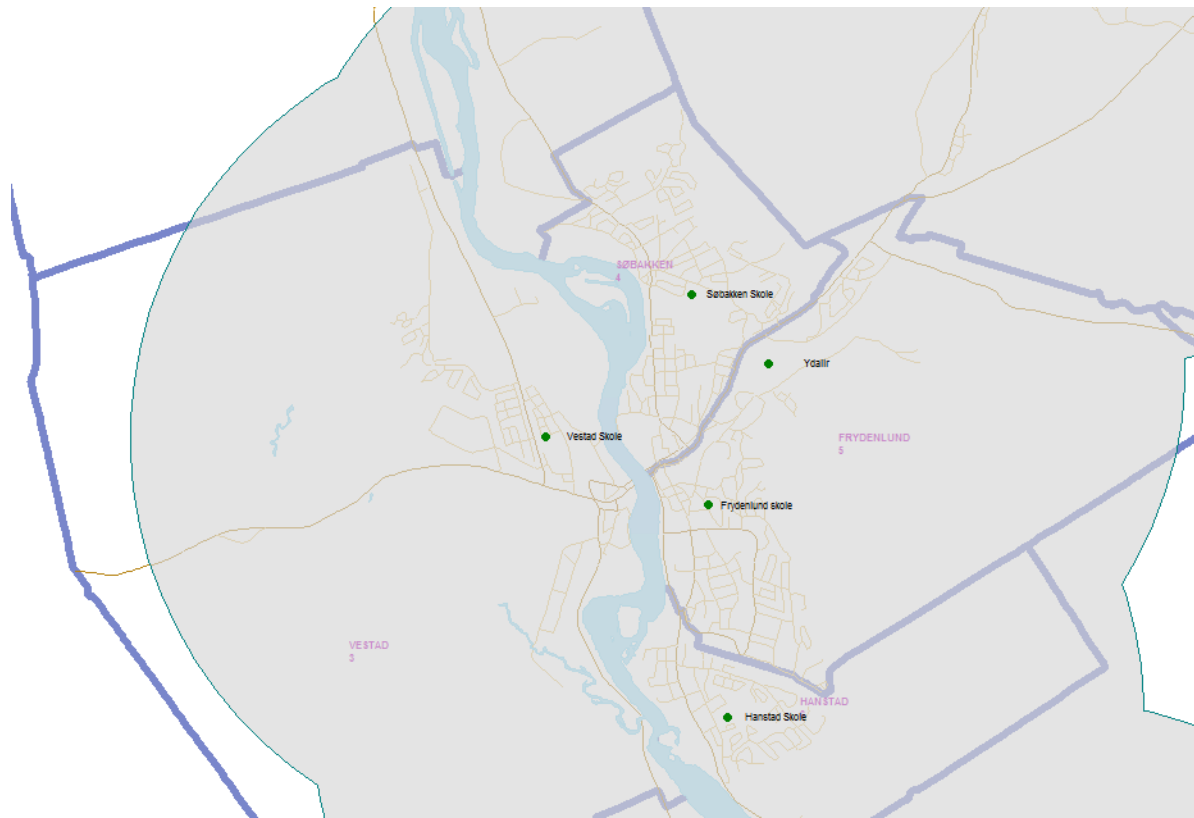 SØBAKKEN
4
Søbakken Skole
Ydalir
Vestad Skole
FRYDENLUND
5
Frydenlund skole
VESTAD
3
HANSTAD
Hanstad Skole